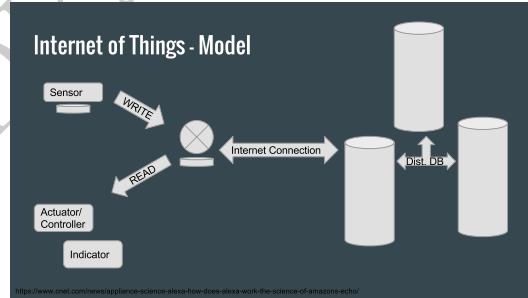 Internet of Things - Model
Sensor
WRITE
Internet Connection
Dist. DB
READ
Actuator/
Controller
Indicator
https://www.cnet.com/news/appliance-science-alexa-how-does-alexa-work-the-science-of-amazons-echo/